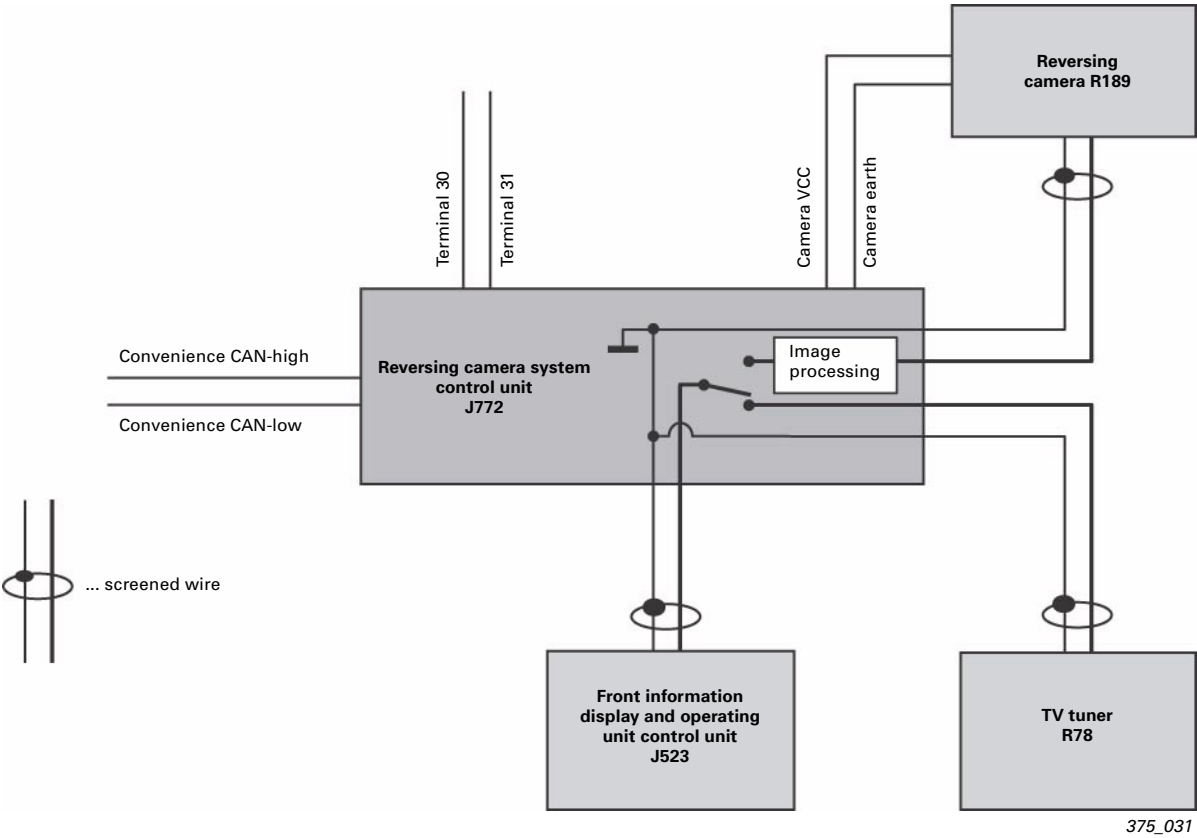 Reversing
camera R189
Terminal 30
Terminal 31
Camera VCC
Camera earth
Convenience CAN-high
Convenience CAN-low
Reversing camera system
control unit
J772
Image
processing
... screened wire
Front information
display and operating
unit control unit
J523
TV tuner
R78
375_031